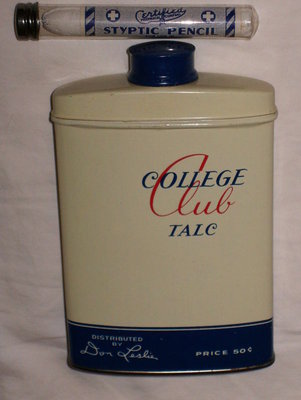 Certified
STYPTIC PENCIL
COLLEGE
Club
TALC
DISTRIBUTED
BY
Don Leslie
PRICE 50¢